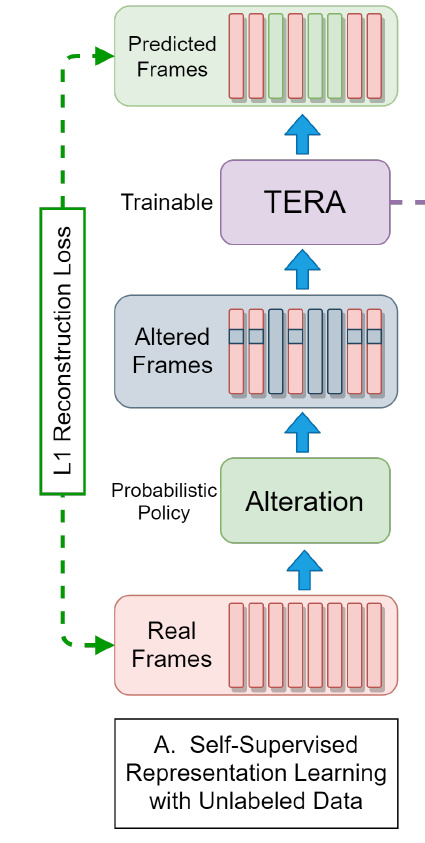 Predicted
Frames
Trainable
TERA
L1 Reconstruction Loss
Altered
Frames
Probabilistic
Policy
Alteration
Real
Frames
A. Self-Supervised
Representation Learning
with Unlabeled Data